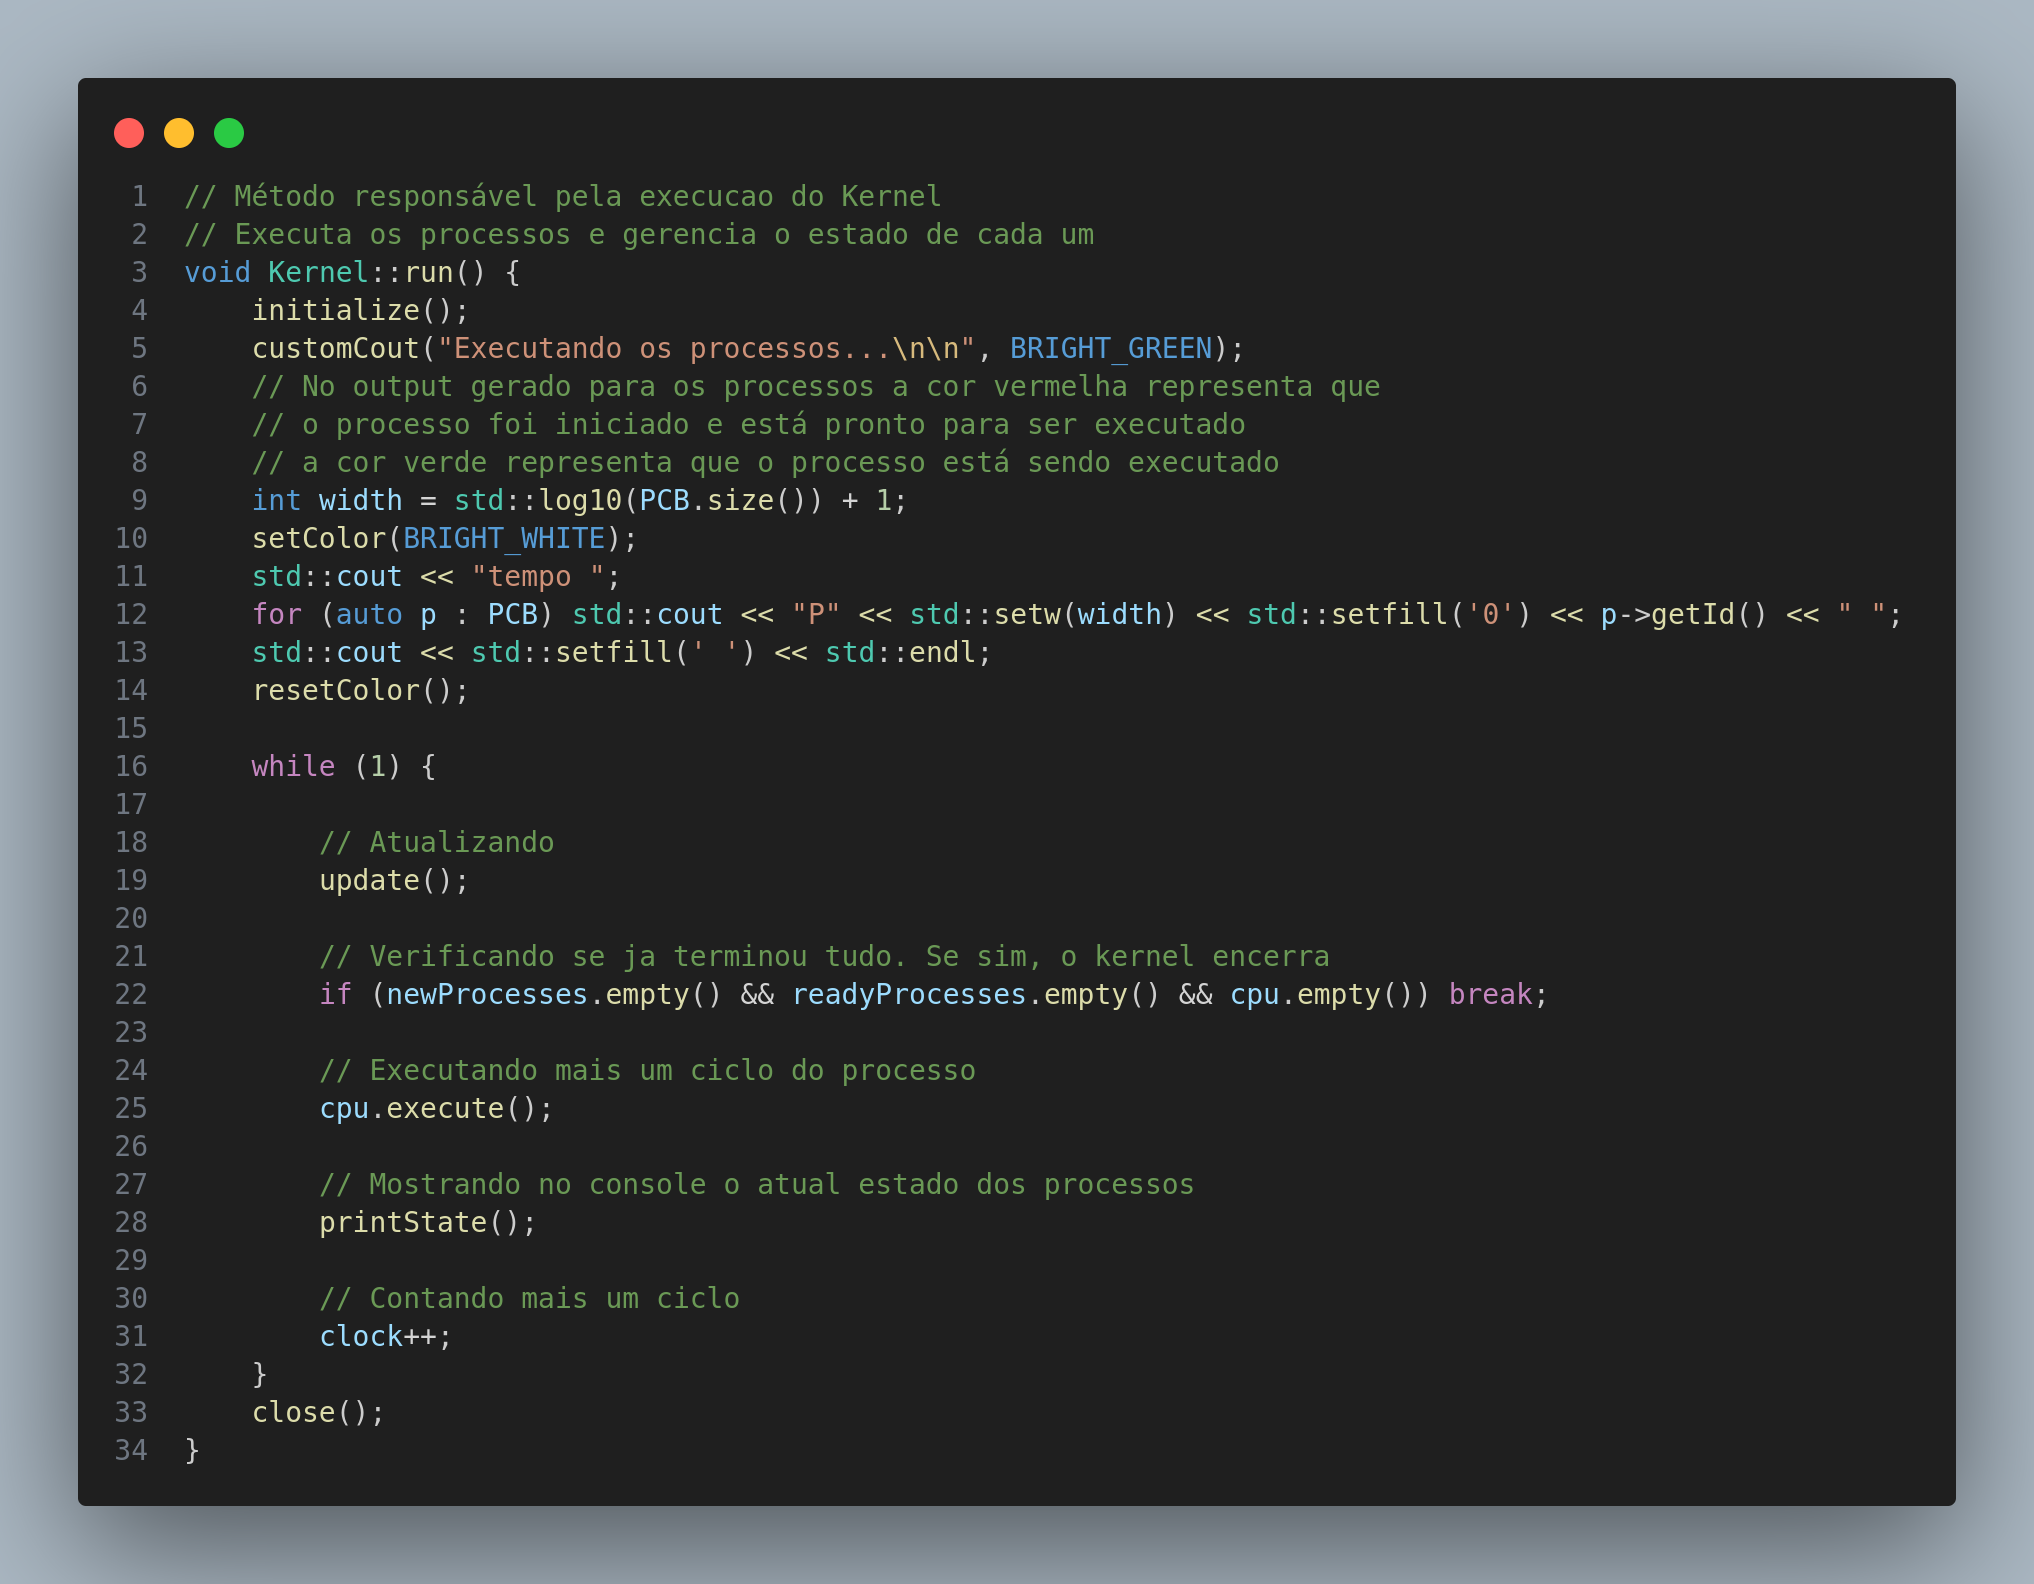 1 // Método responsável pela execucao do Kernel
2 // Executa os processos e gerencia o estado de cada um
3 void Kernel::run() {
4     initialize();
5     customCout("Executando os processos...\n\n", BRIGHT_GREEN);
6     // No output gerado para os processos a cor vermelha representa que
7     // o processo foi iniciado e está pronto para ser executado
8     // a cor verde representa que o processo está sendo executado
9     int width = std::log10(PCB.size()) + 1;
10     setColor(BRIGHT_WHITE);
11     std::cout << "tempo ";
12     for (auto p : PCB) std::cout << "P" << std::setw(width) << std::setfill('0') << p->getId() << " ";
13     std::cout << std::setfill(' ') << std::endl;
14     resetColor();
15
16     while (1) {
17
18         // Atualizando
19         update();
20
21         // Verificando se ja terminou tudo. Se sim, o kernel encerra
22         if (newProcesses.empty() && readyProcesses.empty() && cpu.empty()) break;
23
24         // Executando mais um ciclo do processo
25         cpu.execute();
26
27         // Mostrando no console o atual estado dos processos
28         printState();
29
30         // Contando mais um ciclo
31         clock++;
32     }
33     close();
34 }